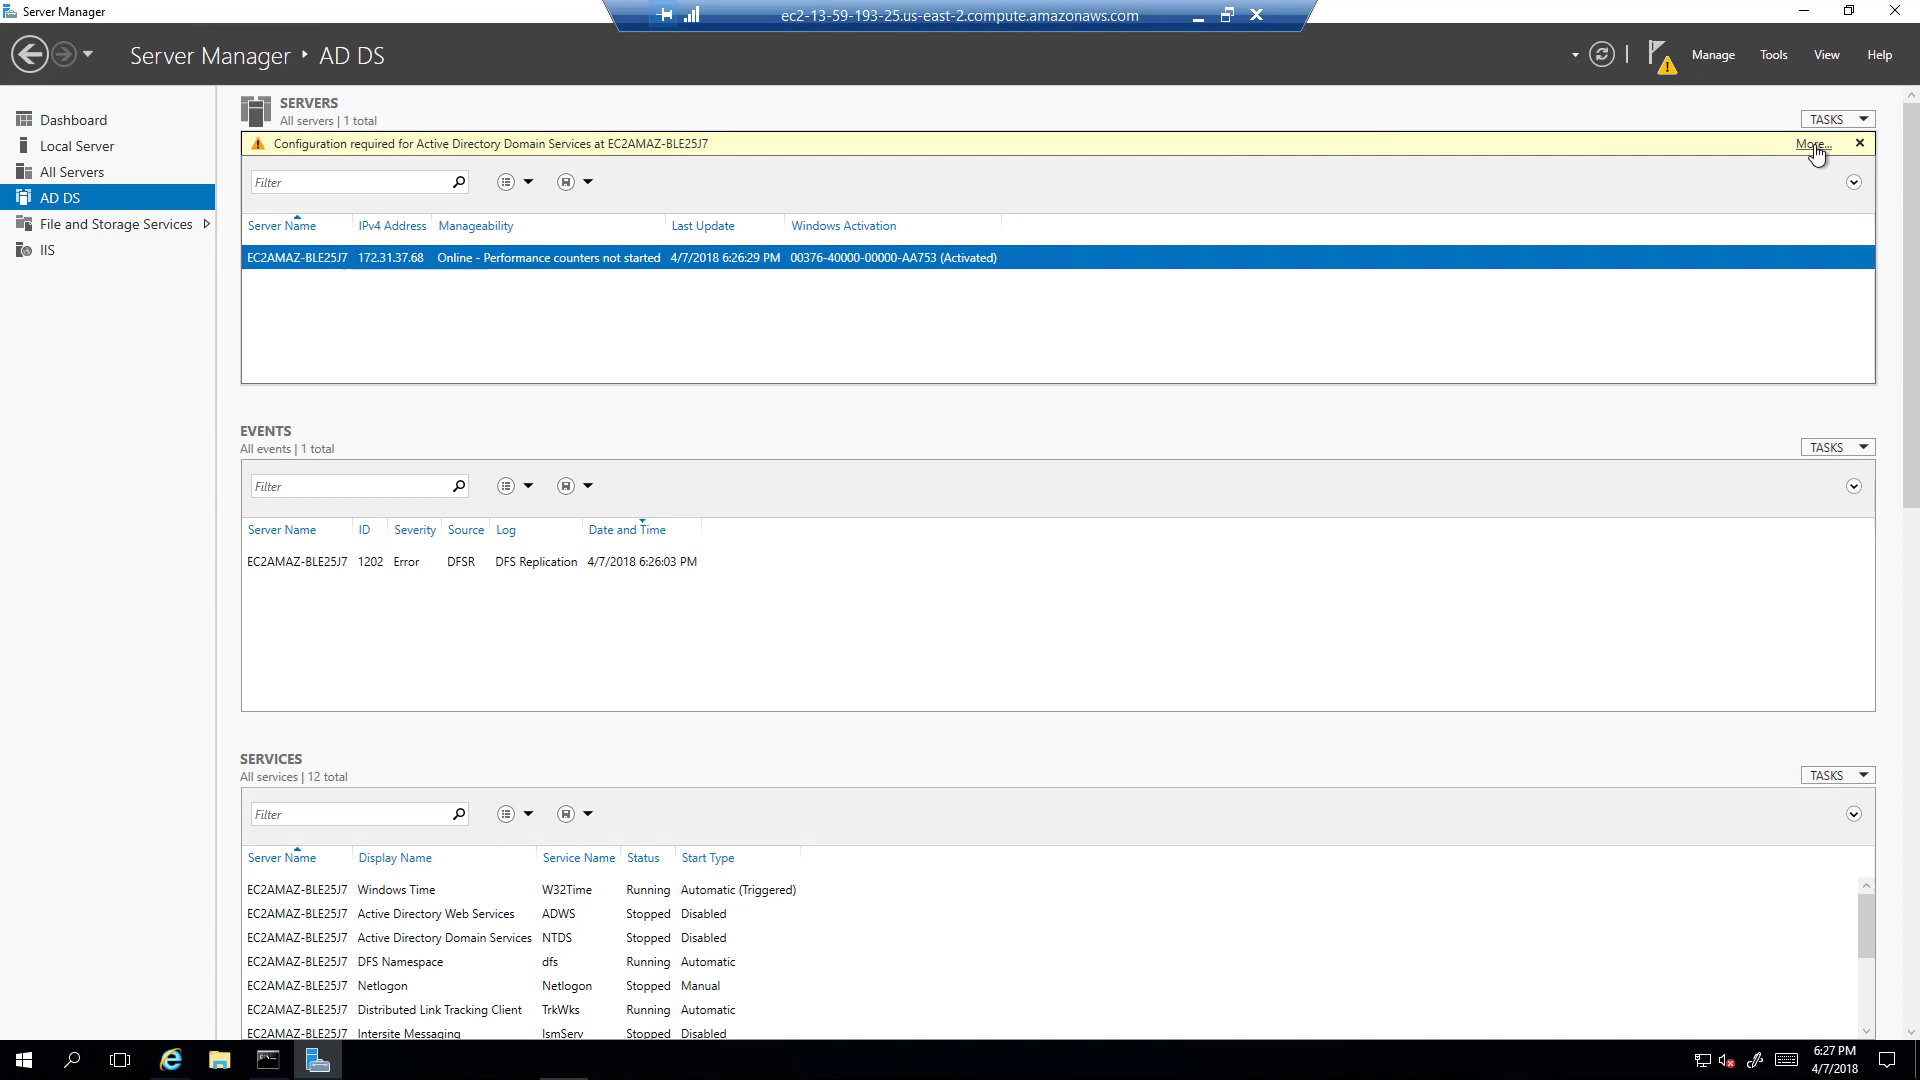 Server Manager
ec2-13-59-193-25.us-east-2.compute.amazonaws.com
Server Manager AD DS
Manage Tools View Help
Dashboard
Local Server
All Servers
AD DS
File and Storage Services
IIS
SERVERS
All servers | 1 total
TASKS
Configuration required for Active Directory Domain Services at EC2AMAZ-BLE25J7
More...
Filter
Server Name IPv4 Address Manageability Last Update Windows Activation
EC2AMAZ-BLE25J7 172.31.37.68 Online - Performance counters not started 4/7/2018 6:26:29 PM 00376-40000-00000-AA753 (Activated)
EVENTS
All events | 1 total
TASKS
Filter
Server Name ID Severity Source Log Date and Time
EC2AMAZ-BLE25J7 1202 Error DFSR DFS Replication 4/7/2018 6:26:03 PM
SERVICES
All services | 12 total
TASKS
Filter
Server Name Display Name Service Name Status Start Type
EC2AMAZ-BLE25J7 Windows Time W32Time Running Automatic (Triggered)
EC2AMAZ-BLE25J7 Active Directory Web Services ADWS Stopped Disabled
EC2AMAZ-BLE25J7 Active Directory Domain Services NTDS Stopped Disabled
EC2AMAZ-BLE25J7 DFS Namespace dfs Running Automatic
EC2AMAZ-BLE25J7 Netlogon Netlogon Stopped Manual
EC2AMAZ-BLE25J7 Distributed Link Tracking Client TrkWks Running Automatic
EC2AMAZ-BLE25J7 Intersite Messaging IsmServ Stopped Disabled
6:27 PM
4/7/2018